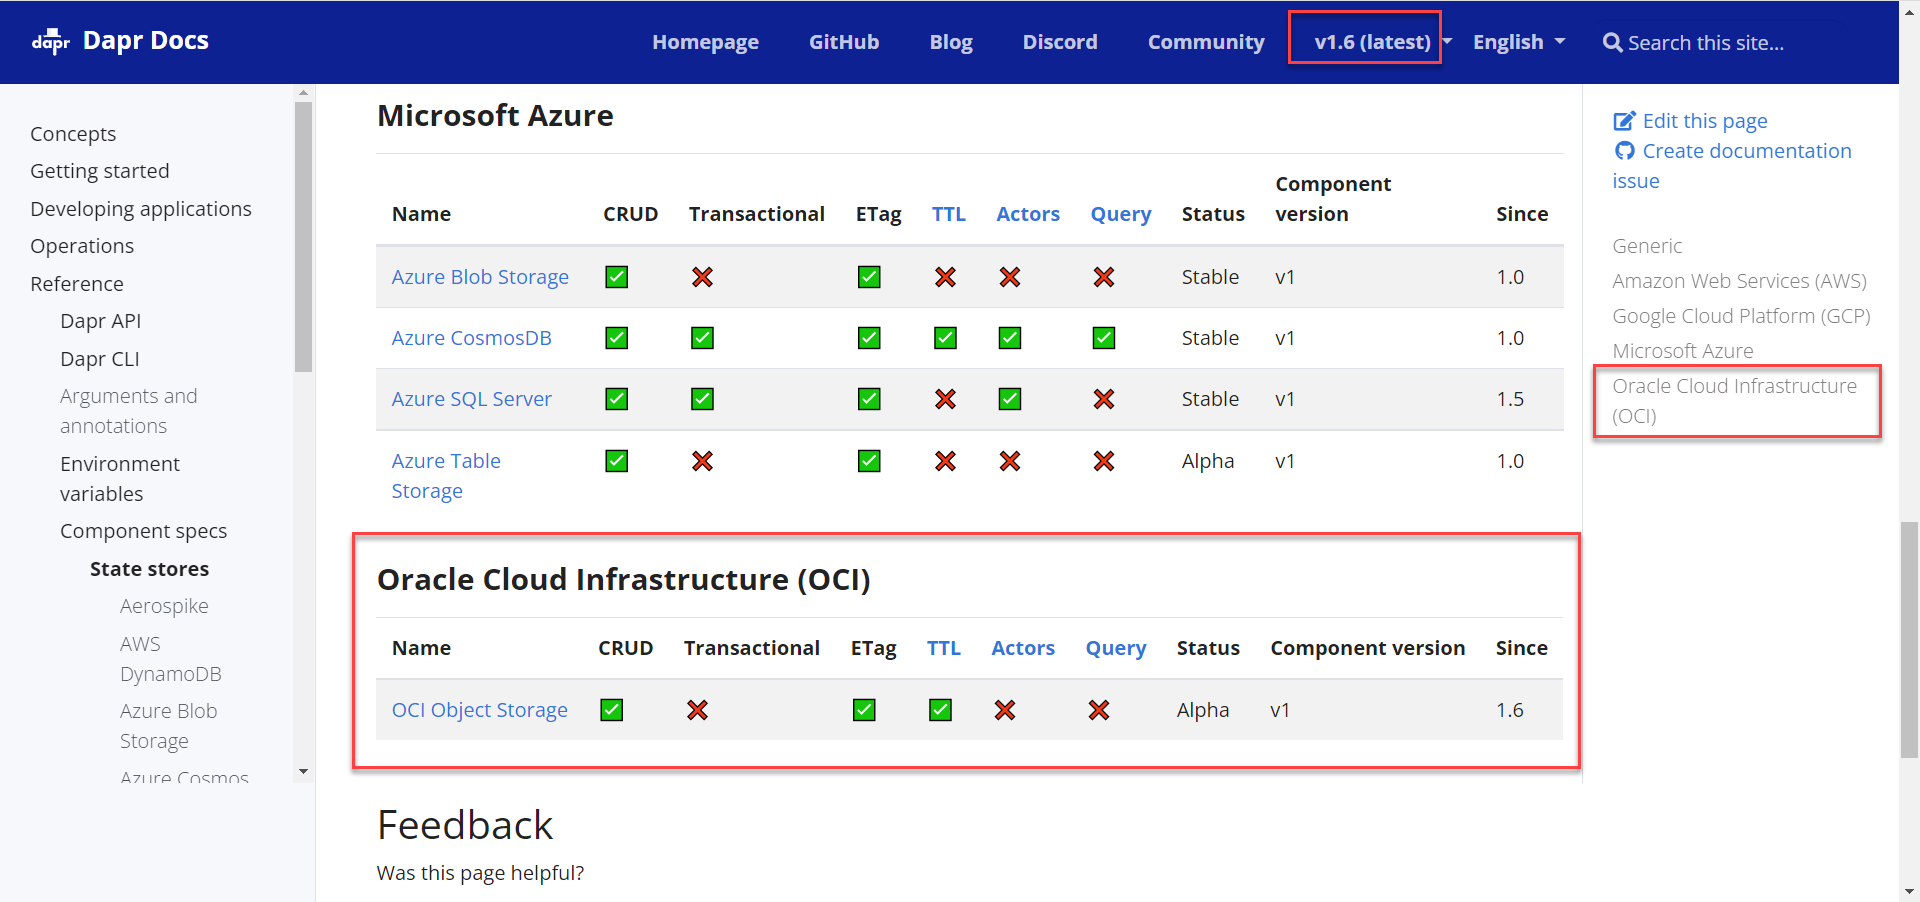 dapr Dapr Docs Homepage GitHub Blog Discord Community v1.6 (latest) English Search this site...
Concepts
Getting started
Developing applications
Operations
Reference
Dapr API
Dapr CLI
Arguments and
annotations
Environment
variables
Component specs
State stores
Aerospike
AWS
DynamoDB
Azure Blob
Storage
Azure Cosmos
Microsoft Azure
Name CRUD Transactional ETag TTL Actors Query Status Component version Since
Azure Blob Storage Stable v1 1.0
Azure CosmosDB Stable v1 1.0
Azure SQL Server Stable v1 1.5
Azure Table Alpha v1 1.0
Storage
Oracle Cloud Infrastructure (OCI)
Name CRUD Transactional ETag TTL Actors Query Status Component version Since
OCI Object Storage Alpha v1 1.6
Feedback
Was this page helpful?
Edit this page
Create documentation
issue
Generic
Amazon Web Services (AWS)
Google Cloud Platform (GCP)
Microsoft Azure
Oracle Cloud Infrastructure
(OCI)